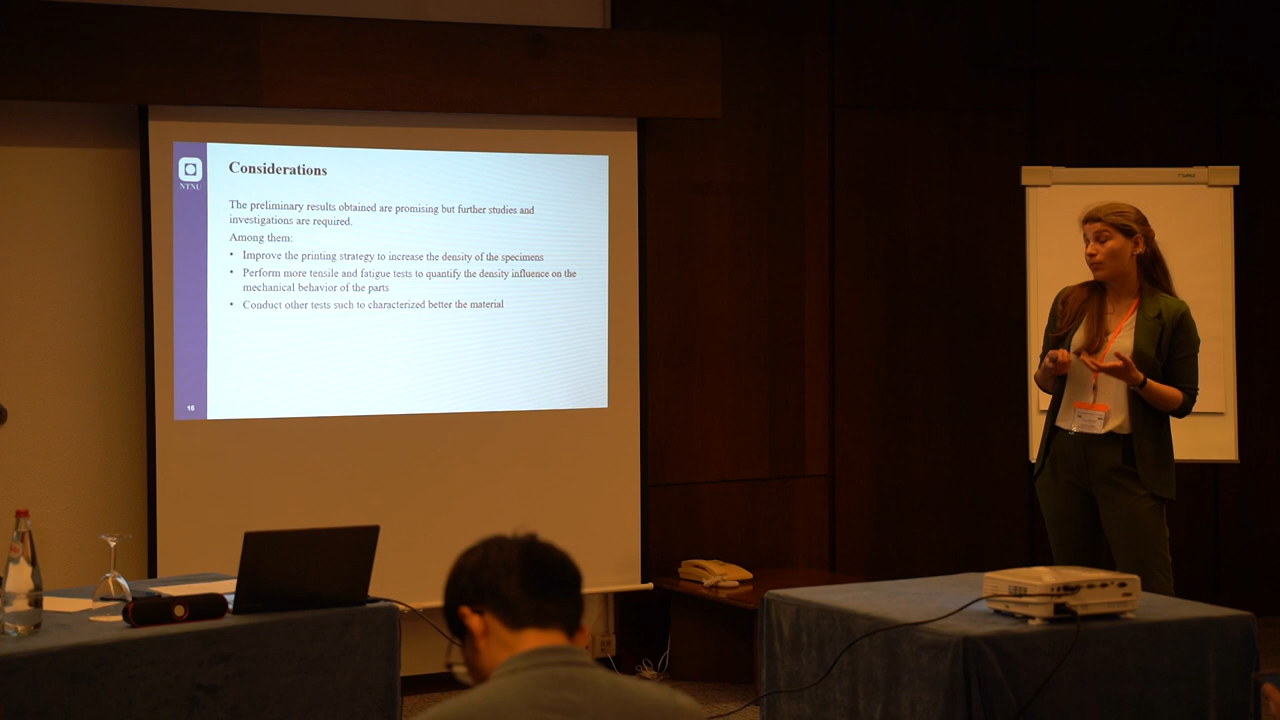 NTNU
Considerations
The preliminary results obtained are promising but further studies and
investigations are required.
Among them:
• Improve the printing strategy to increase the density of the specimens
• Perform more tensile and fatigue tests to quantify the density influence on the
mechanical behavior of the parts
• Conduct other tests such to characterized better the material
16